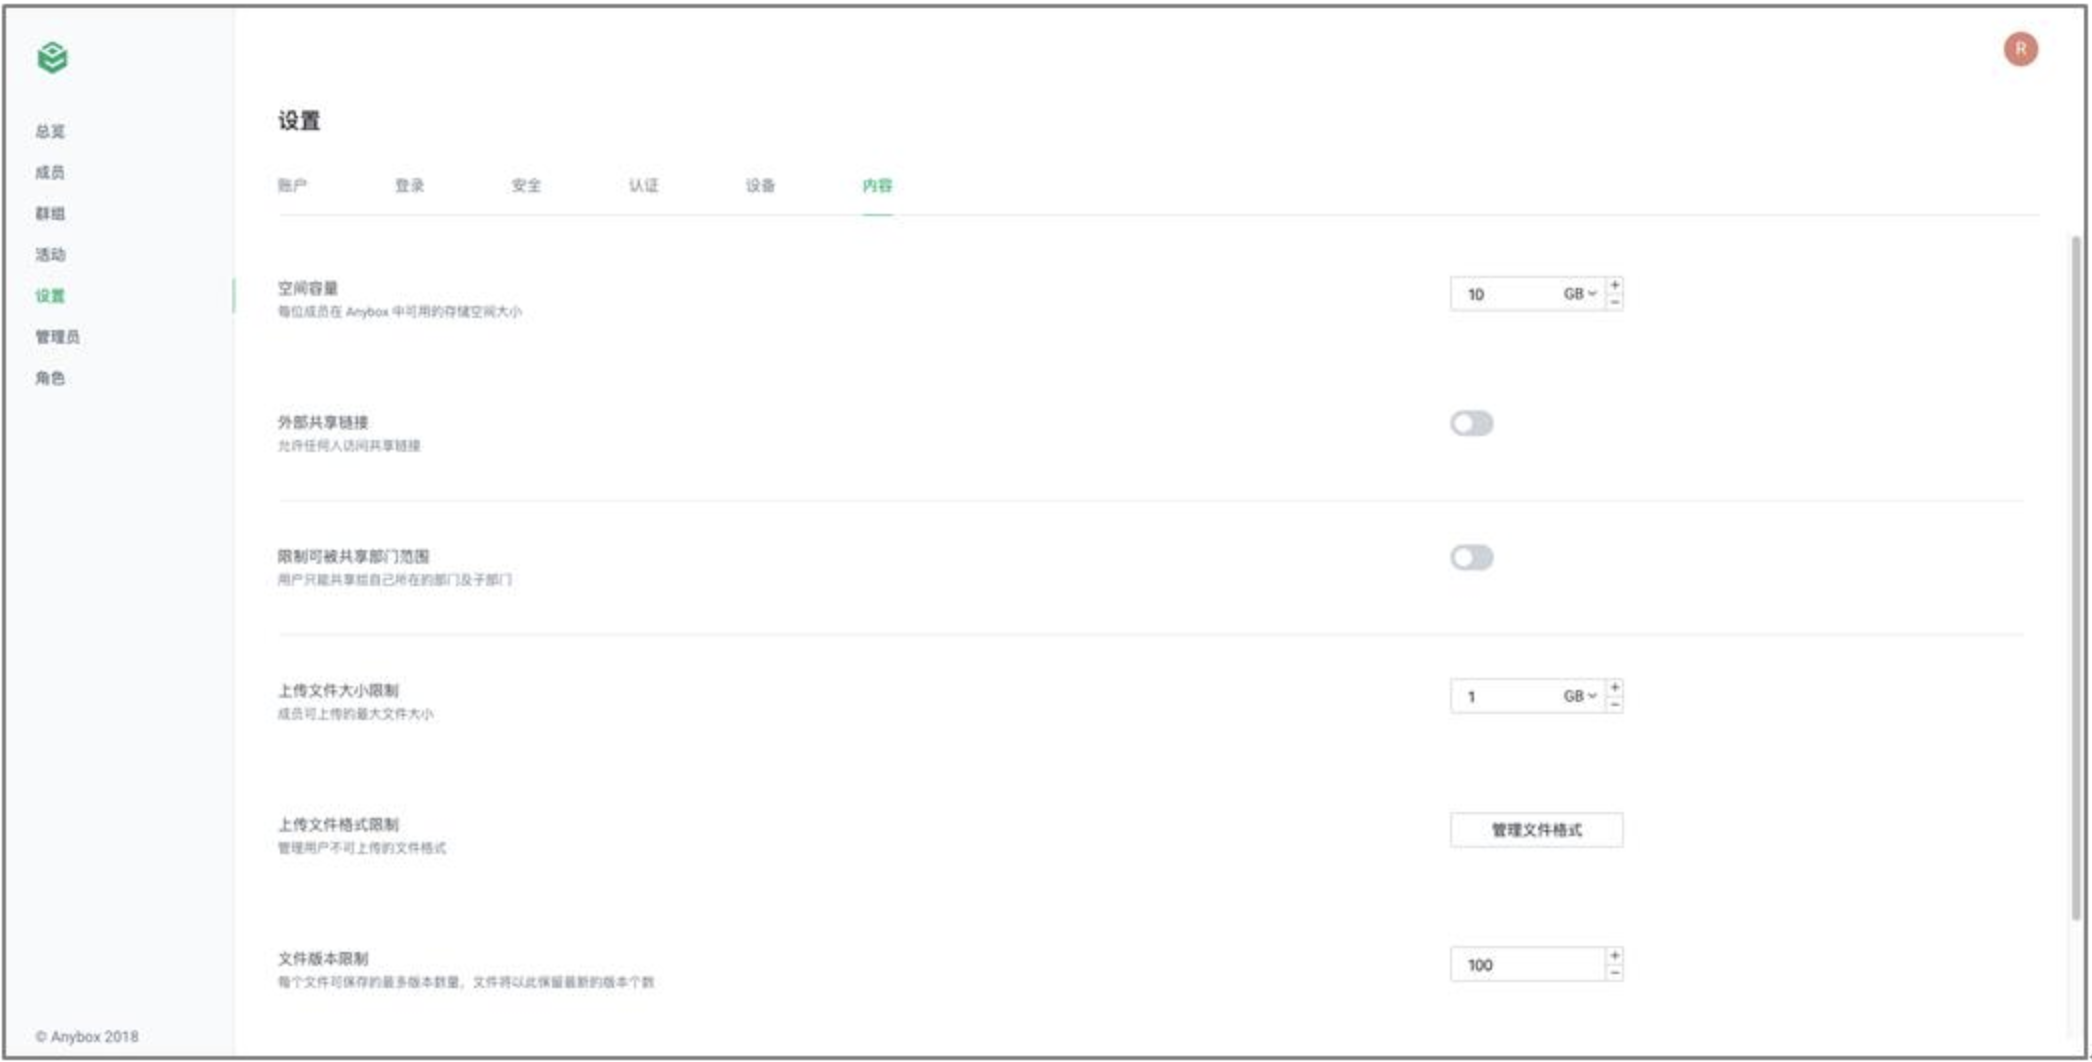 R
总览
成员
群组
活动
设置
管理员
角色
© Anybox 2018
设置
账户 登录 安全 认证 设备 内容
空间容量
每位成员在 Anybox 中可用的存储空间大小
10 GB + −
外部共享链接
允许任何人访问共享链接
限制可被共享部门范围
用户只能共享给自己所在的部门及子部门
上传文件大小限制
成员可上传的最大文件大小
1 GB + −
上传文件格式限制
管理用户不可上传的文件格式
管理文件格式
文件版本限制
每个文件可保存的最多版本数量，文件将以此保留最新的版本个数
100 + −